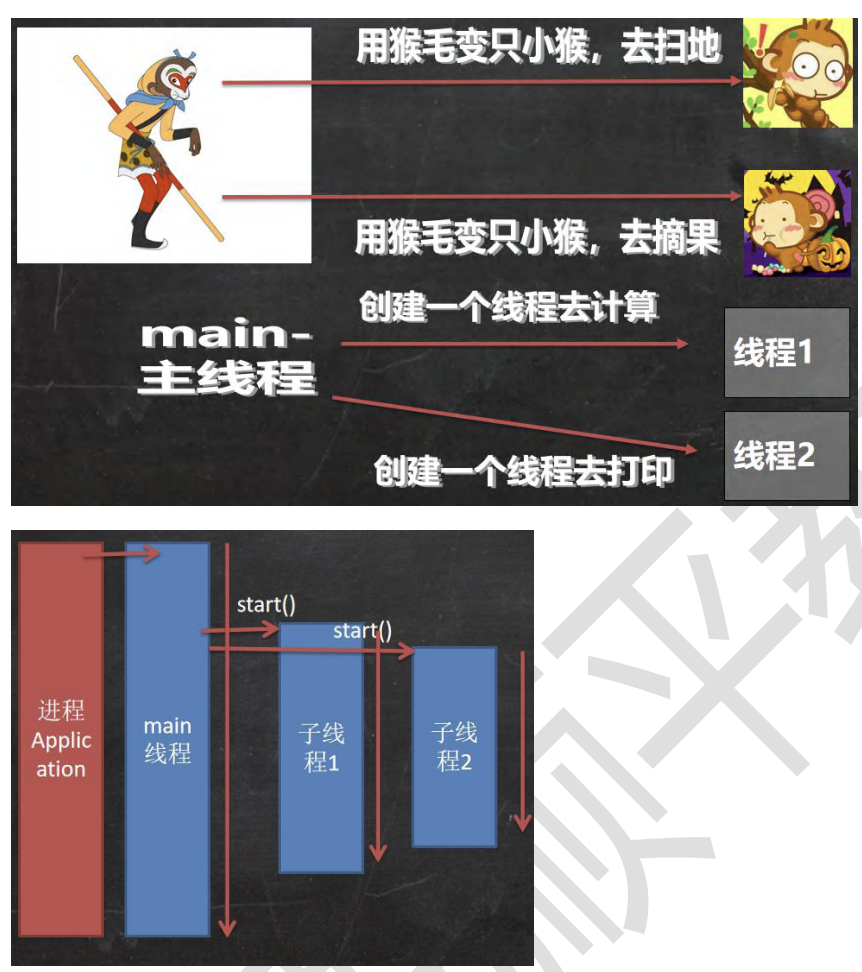 用猴毛变只小猴，去扫地
用猴毛变只小猴，去摘果
创建一个线程去计算
main-
主线程
线程1
创建一个线程去打印
线程2
start()
start()
进程
Applic
ation
main
线程
子线
程1
子线
程2
顺平教